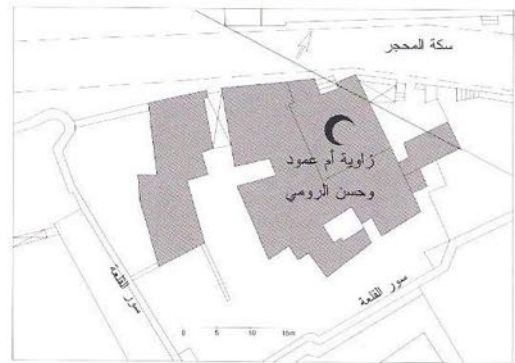 سكة المحجر
زاوية أم عمود
وحسن الرومي
سور القلعة
سور القلعة
0 5 10 15m